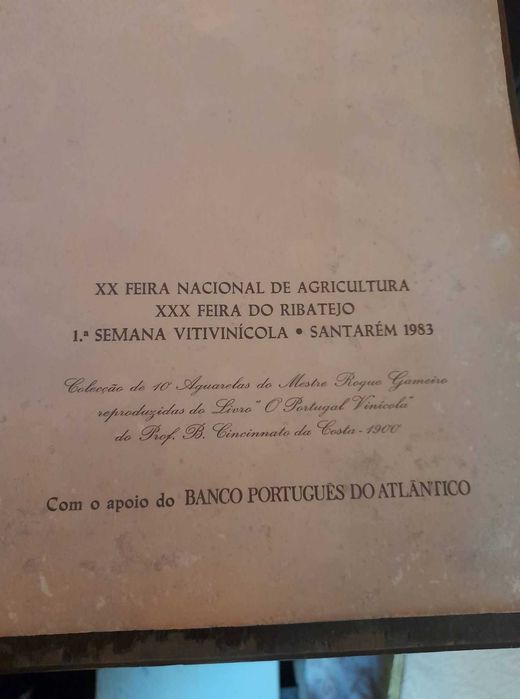 XX FEIRA NACIONAL DE AGRICULTURA
XXX FEIRA DO RIBATEJO
1.ª SEMANA VITIVINÍCOLA • SANTARÉM 1983
Colecção de 10 Aguarelas do Mestre Roque Gameiro
reproduzidas do Livro "O Portugal Vinícola"
do Prof. B. Cincinnato da Costa - 1900
Com o apoio do BANCO PORTUGUÊS DO ATLÂNTICO